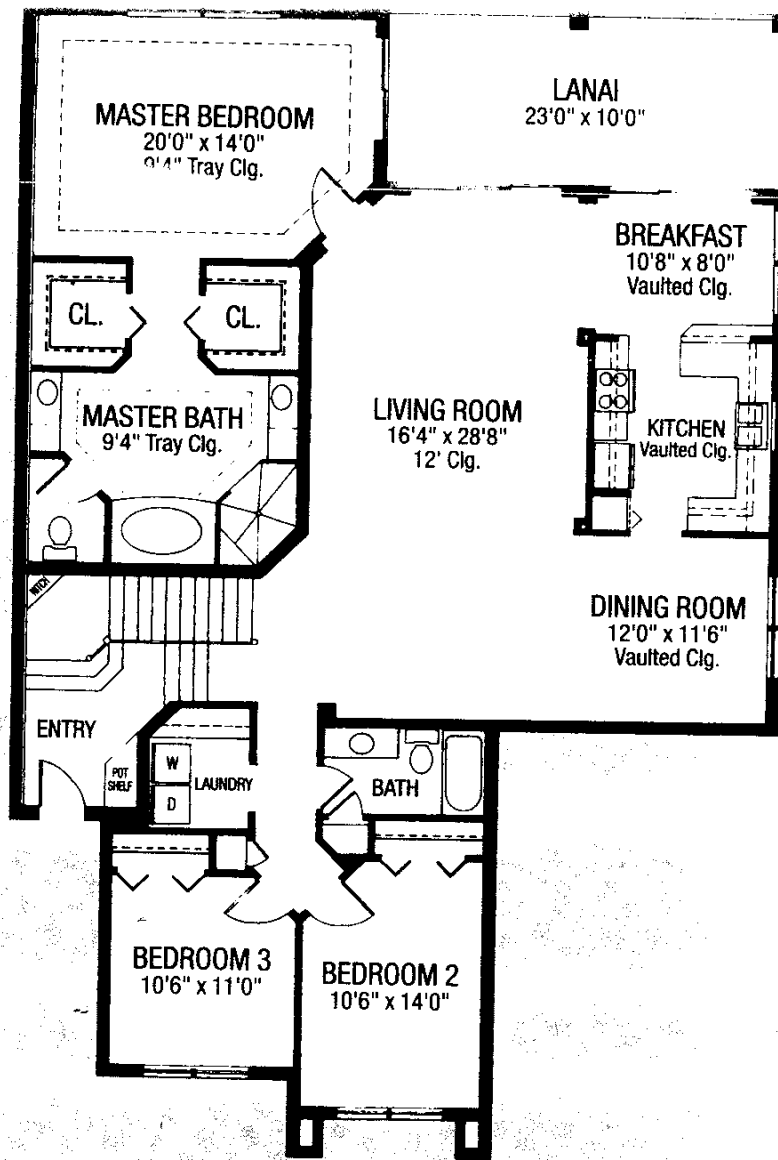 MASTER BEDROOM
20'0" x 14'0"
9'4" Tray Clg.
LANAI
23'0" x 10'0"
BREAKFAST
10'8" x 8'0"
Vaulted Clg.
CL.
CL.
MASTER BATH
9'4" Tray Clg.
LIVING ROOM
16'4" x 28'8"
12' Clg.
KITCHEN
Vaulted Clg.
NITCH
DINING ROOM
12'0" x 11'6"
Vaulted Clg.
ENTRY
POT
SHELF
W
D
LAUNDRY
BATH
BEDROOM 3
10'6" x 11'0"
BEDROOM 2
10'6" x 14'0"